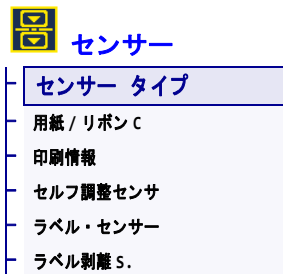 センサー
センサー タイプ
用紙 / リボン C
印刷情報
セルフ調整センサ
ラベル・センサー
ラベル剥離 S.